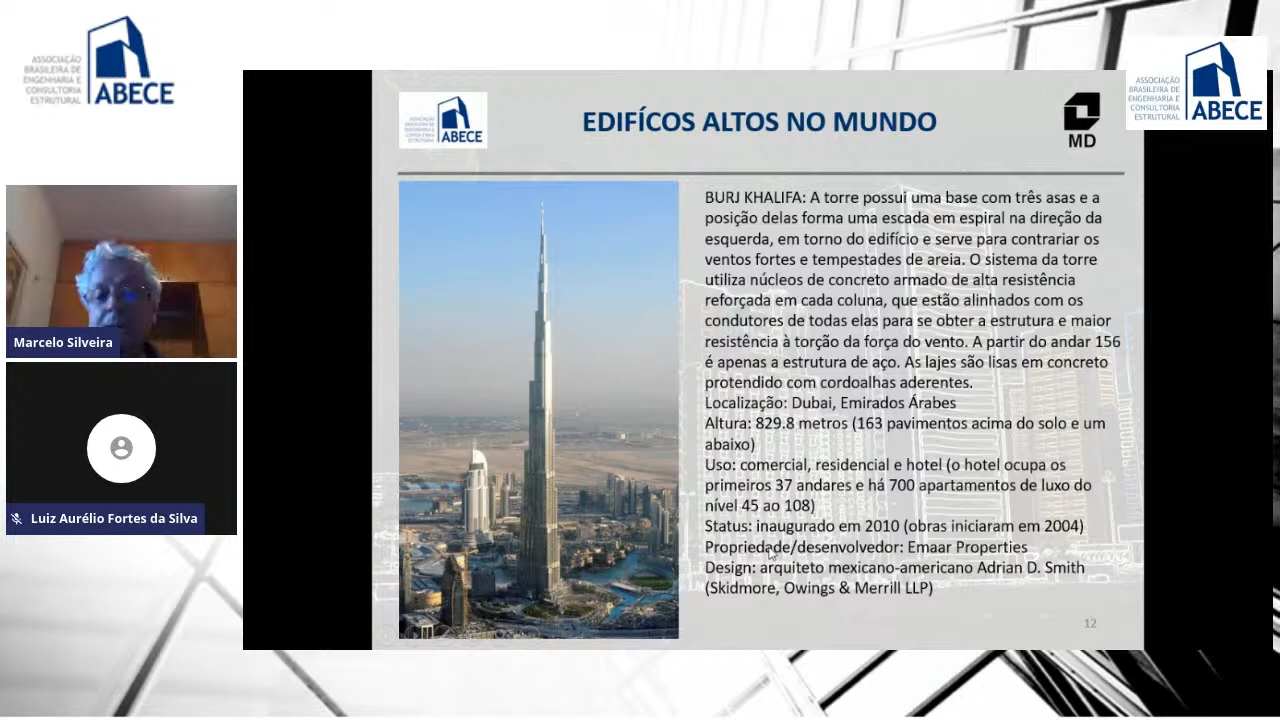 ASSOCIAÇÃO
BRASILEIRA DE
ENGENHARIA E
CONSULTORIA
ESTRUTURAL
ABECE
ASSOCIAÇÃO
BRASILEIRA DE
ENGENHARIA E
CONSULTORIA
ESTRUTURAL
ABECE
ASSOCIAÇÃO
BRASILEIRA DE
ENGENHARIA E
CONSULTORIA
ESTRUTURAL
ABECE
EDIFÍCOS ALTOS NO MUNDO
MD
BURJ KHALIFA: A torre possui uma base com três asas e a
posição delas forma uma escada em espiral na direção da
esquerda, em torno do edifício e serve para contrariar os
ventos fortes e tempestades de areia. O sistema da torre
utiliza núcleos de concreto armado de alta resistência
reforçada em cada coluna, que estão alinhados com os
condutores de todas elas para se obter a estrutura e maior
resistência à torção da força do vento. A partir do andar 156
é apenas a estrutura de aço. As lajes são lisas em concreto
protendido com cordoalhas aderentes.
Localização: Dubai, Emirados Árabes
Altura: 829.8 metros (163 pavimentos acima do solo e um
abaixo)
Uso: comercial, residencial e hotel (o hotel ocupa os
primeiros 37 andares e há 700 apartamentos de luxo do
nível 45 ao 108)
Status: inaugurado em 2010 (obras iniciaram em 2004)
Propriedade/desenvolvedor: Emaar Properties
Design: arquiteto mexicano-americano Adrian D. Smith
(Skidmore, Owings & Merrill LLP)
12
Marcelo Silveira
Luiz Aurélio Fortes da Silva